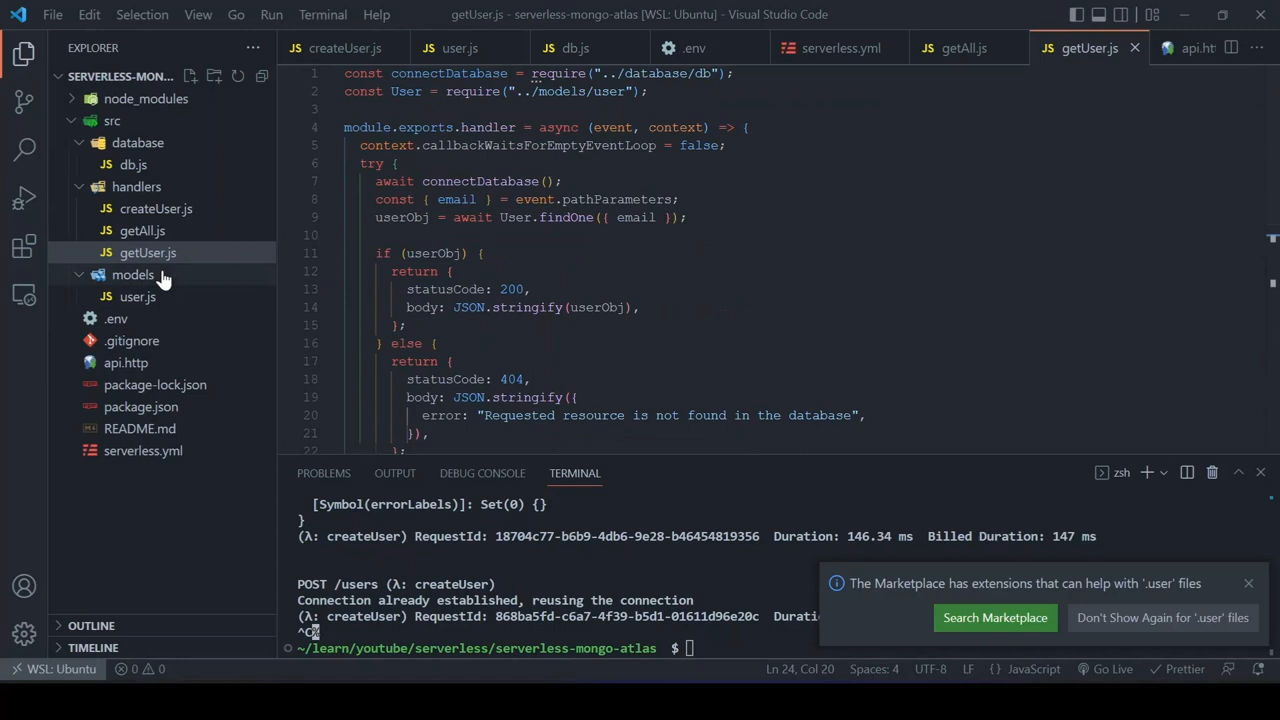 File Edit Selection View Go Run Terminal Help getUser.js - serverless-mongo-atlas [WSL: Ubuntu] - Visual Studio Code
EXPLORER
createUser.js user.js db.js .env serverless.yml getAll.js getUser.js api.htt
SERVERLESS-MON...
node_modules
src
database
db.js
handlers
createUser.js
getAll.js
getUser.js
models
user.js
.env
.gitignore
api.http
package-lock.json
package.json
README.md
serverless.yml
OUTLINE
TIMELINE
1 const connectDatabase = require("../database/db");
2 const User = require("../models/user");
3
4 module.exports.handler = async (event, context) => {
5 context.callbackWaitsForEmptyEventLoop = false;
6 try {
7 await connectDatabase();
8 const { email } = event.pathParameters;
9 userObj = await User.findOne({ email });
10
11 if (userObj) {
12 return {
13 statusCode: 200,
14 body: JSON.stringify(userObj),
15 };
16 } else {
17 return {
18 statusCode: 404,
19 body: JSON.stringify({
20 error: "Requested resource is not found in the database",
21 }),
22 };
PROBLEMS OUTPUT DEBUG CONSOLE TERMINAL zsh
[Symbol(errorLabels)]: Set(0) {}
}
(λ: createUser) RequestId: 18704c77-b6b9-4db6-9e28-b46454819356 Duration: 146.34 ms Billed Duration: 147 ms
POST /users (λ: createUser)
Connection already established, reusing the connection
(λ: createUser) RequestId: 868ba5fd-c6a7-4f39-b5d1-01611d96e20c Duratio
^C%
~/learn/youtube/serverless/serverless-mongo-atlas $
The Marketplace has extensions that can help with '.user' files
Search Marketplace Don't Show Again for '.user' files
WSL: Ubuntu 0 0 Ln 24, Col 20 Spaces: 4 UTF-8 LF {} JavaScript Go Live Prettier